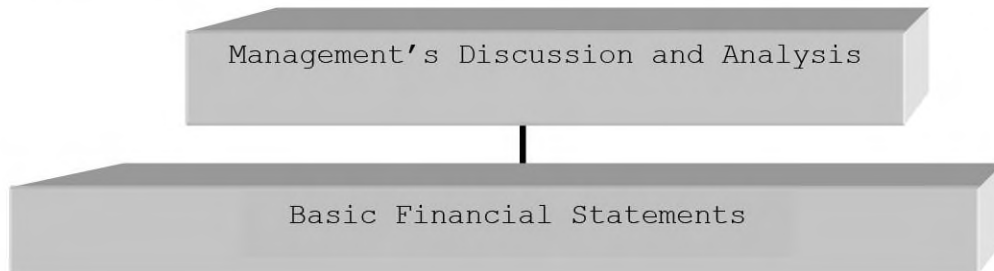 Management’s Discussion and Analysis
Basic Financial Statements